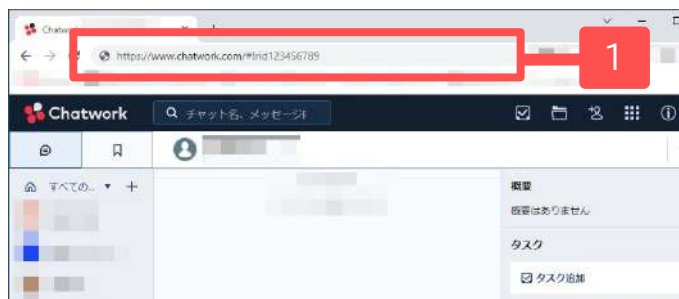 Chatwork
https://www.chatwork.com/#!rid123456789
1
Chatwork
チャット名、メッセージ
すべての...
概要
概要はありません
タスク
タスク追加